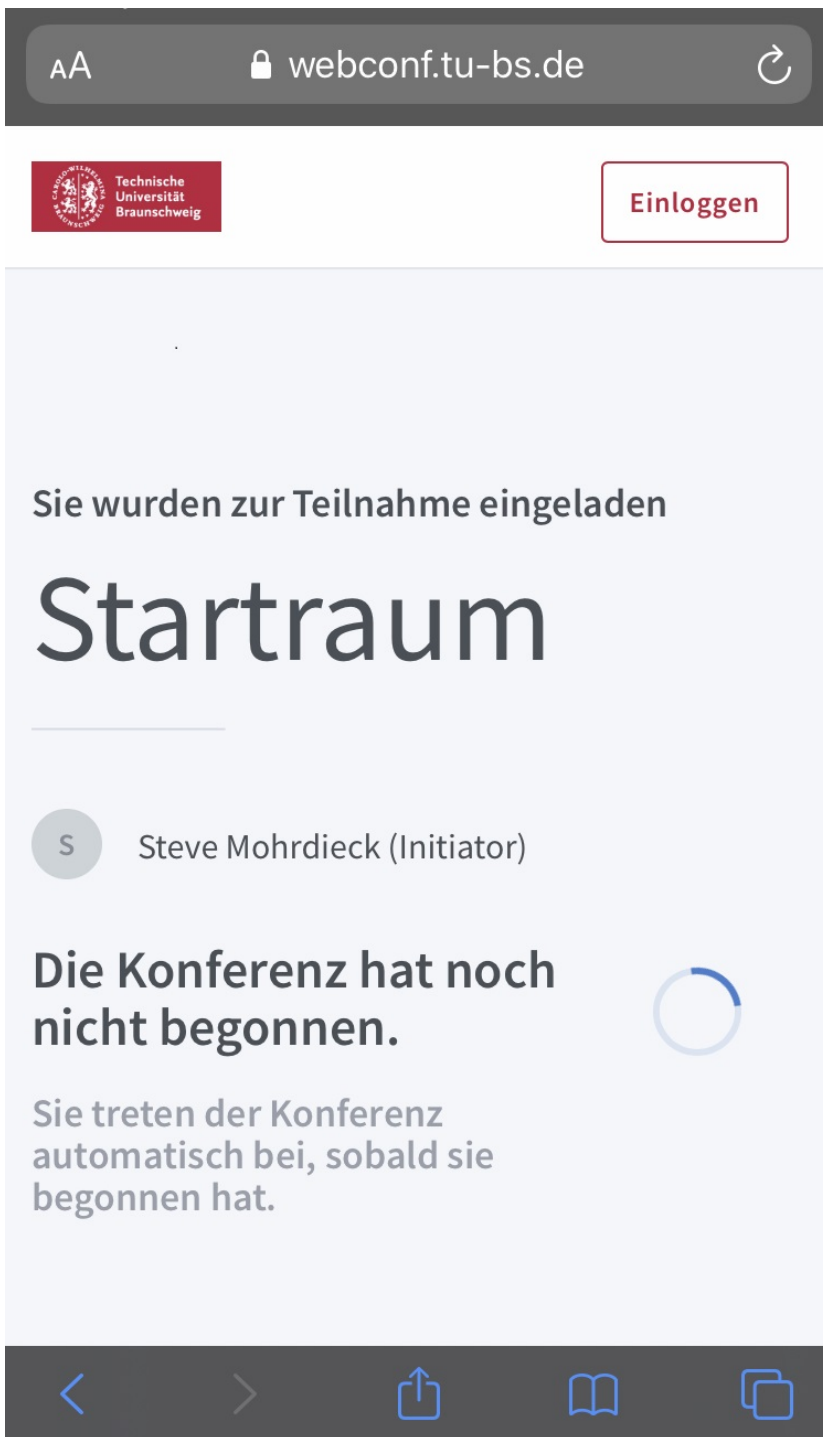 AA webconf.tu-bs.de
Technische
Universität
Braunschweig
Einloggen
Sie wurden zur Teilnahme eingeladen
Startraum
S Steve Mohrdieck (Initiator)
Die Konferenz hat noch
nicht begonnen.
Sie treten der Konferenz
automatisch bei, sobald sie
begonnen hat.